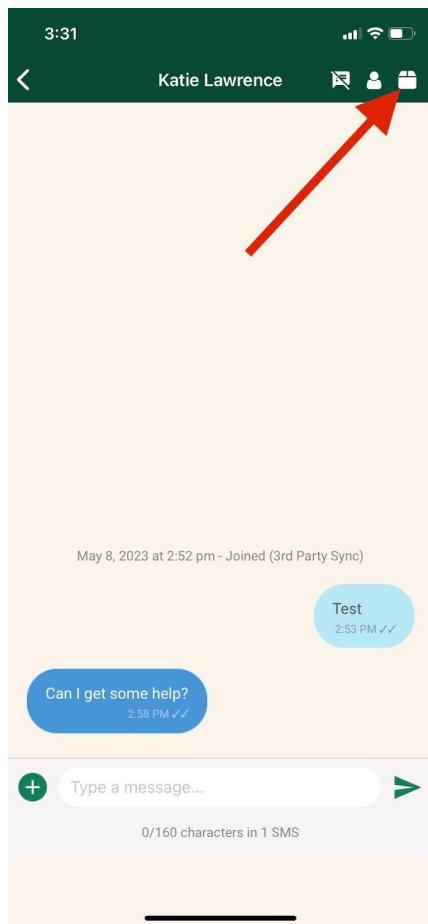 3:31
Katie Lawrence
May 8, 2023 at 2:52 pm - Joined (3rd Party Sync)
Test
2:53 PM ✓✓
Can I get some help?
2:58 PM ✓✓
Type a message...
0/160 characters in 1 SMS